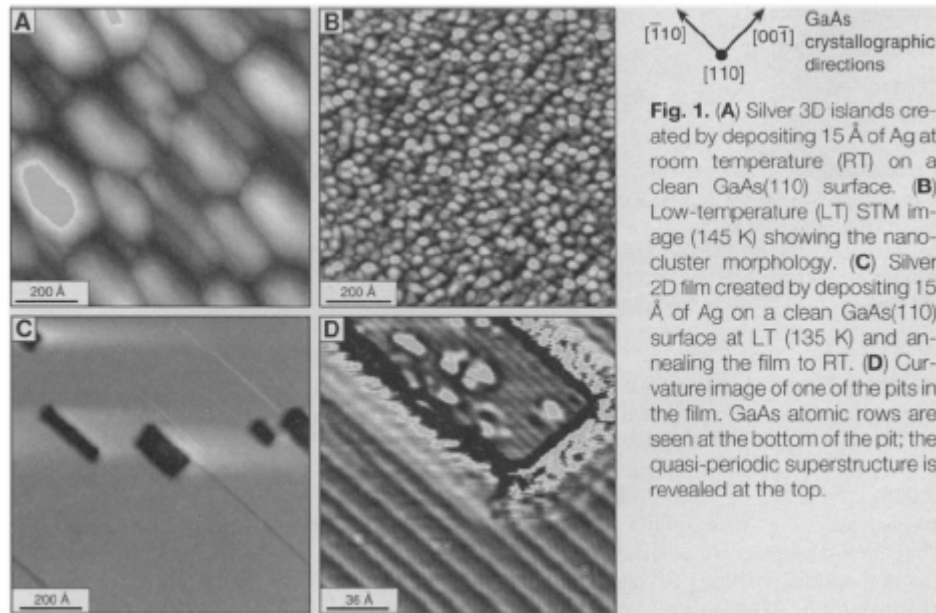 A
200 Å
B
200 Å
C
200 Å
D
36 Å
[1̄10]
[001̄]
[110]
GaAs
crystallographic
directions
Fig. 1. (A) Silver 3D islands cre-
ated by depositing 15 Å of Ag at
room temperature (RT) on a
clean GaAs(110) surface. (B)
Low-temperature (LT) STM im-
age (145 K) showing the nano-
cluster morphology. (C) Silver
2D film created by depositing 15
Å of Ag on a clean GaAs(110)
surface at LT (135 K) and an-
nealing the film to RT. (D) Cur-
vature image of one of the pits in
the film. GaAs atomic rows are
seen at the bottom of the pit; the
quasi-periodic superstructure is
revealed at the top.